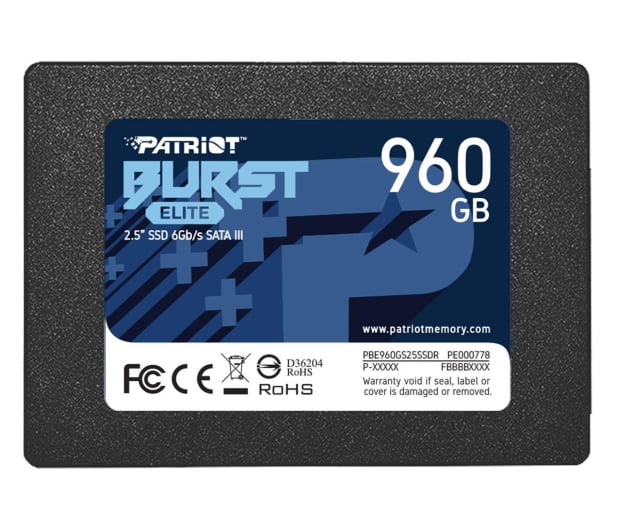 PATRIOT™
BURST
ELITE
2.5" SSD 6Gb/s SATA III
960
GB
www.patriotmemory.com
FC CE D36204
RoHS
RoHS
PBE960GS25SSDR PE000778
P-XXXXX FBBBBXXXX
Warranty void if seal, label or
cover is damaged or removed.